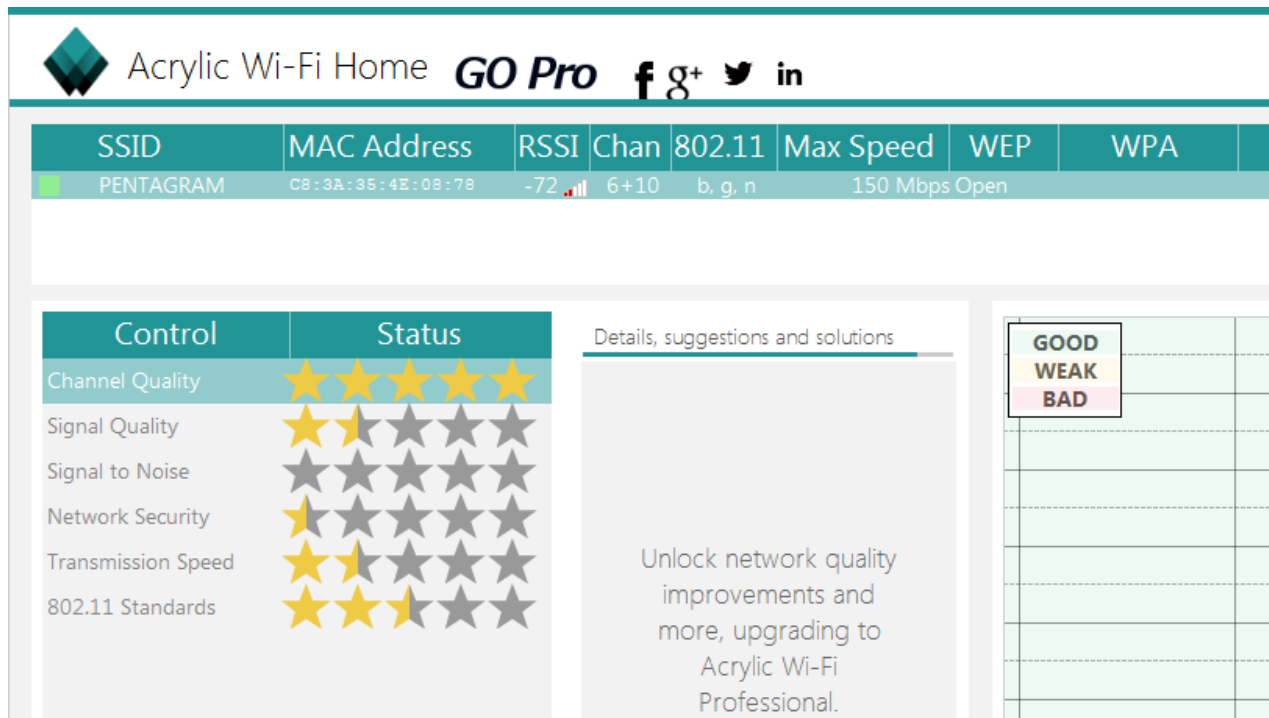 Acrylic Wi-Fi Home GO Pro f g+ in
SSID MAC Address RSSI Chan 802.11 Max Speed WEP WPA
PENTAGRAM C8:3A:35:4E:08:78 -72 6+10 b, g, n 150 Mbps Open
Control Status
Channel Quality
Signal Quality
Signal to Noise
Network Security
Transmission Speed
802.11 Standards
Details, suggestions and solutions
Unlock network quality
improvements and
more, upgrading to
Acrylic Wi-Fi
Professional.
GOOD
WEAK
BAD